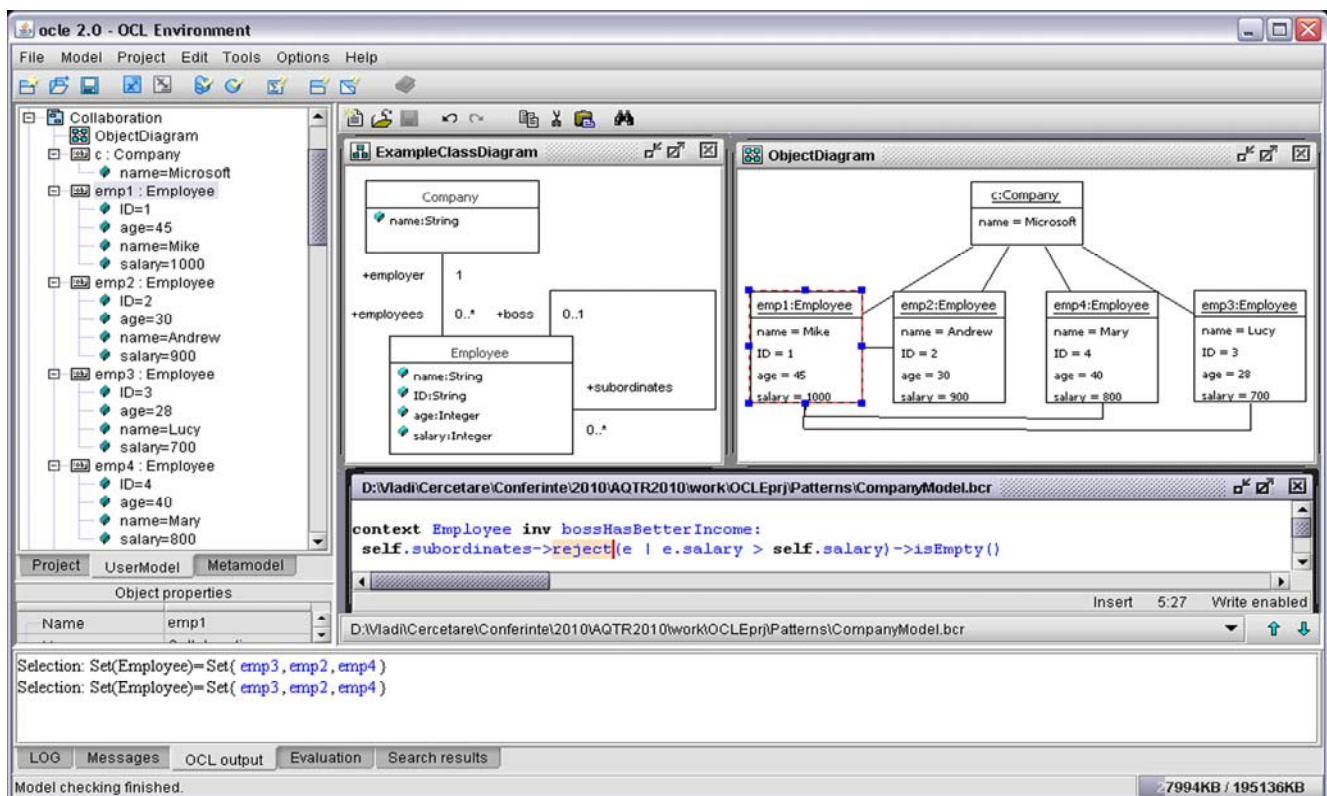 ocle 2.0 - OCL Environment
File Model Project Edit Tools Options Help
Collaboration
ObjectDiagram
c : Company
name=Microsoft
emp1 : Employee
ID=1
age=45
name=Mike
salary=1000
emp2 : Employee
ID=2
age=30
name=Andrew
salary=900
emp3 : Employee
ID=3
age=28
name=Lucy
salary=700
emp4 : Employee
ID=4
age=40
name=Mary
salary=800
Project UserModel Metamodel
Object properties
Name emp1
ExampleClassDiagram
Company
name:String
+employer 1
+employees 0..* +boss 0..1
Employee
name:String
ID:String
age:Integer
salary:Integer
+subordinates
0..*
ObjectDiagram
c:Company
name = Microsoft
emp1:Employee
name = Mike
ID = 1
age = 45
salary = 1000
emp2:Employee
name = Andrew
ID = 2
age = 30
salary = 900
emp4:Employee
name = Mary
ID = 4
age = 40
salary = 800
emp3:Employee
name = Lucy
ID = 3
age = 28
salary = 700
D:\Vladi\Cercetare\Conferinte\2010\AQTR2010\work\OCLEprj\Patterns\CompanyModel.bcr
context Employee inv bossHasBetterIncome:
self.subordinates->reject(e | e.salary > self.salary)->isEmpty()
Insert 5:27 Write enabled
D:\Vladi\Cercetare\Conferinte\2010\AQTR2010\work\OCLEprj\Patterns\CompanyModel.bcr
Selection: Set(Employee)=Set{ emp3 , emp2 , emp4 }
Selection: Set(Employee)=Set{ emp3 , emp2 , emp4 }
LOG Messages OCL output Evaluation Search results
Model checking finished.
27994KB / 195136KB